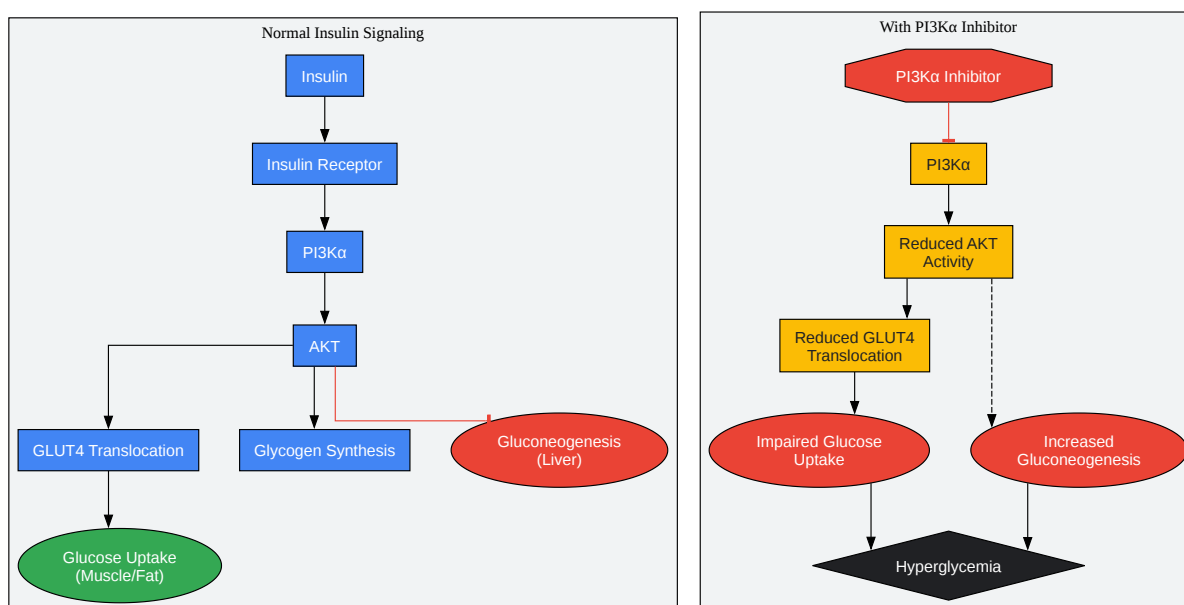 Normal Insulin Signaling
Insulin
Insulin Receptor
PI3Kα
AKT
GLUT4 Translocation
Glycogen Synthesis
Gluconeogenesis
(Liver)
Glucose Uptake
(Muscle/Fat)
With PI3Kα Inhibitor
PI3Kα Inhibitor
PI3Kα
Reduced AKT
Activity
Reduced GLUT4
Translocation
Impaired Glucose
Uptake
Increased
Gluconeogenesis
Hyperglycemia